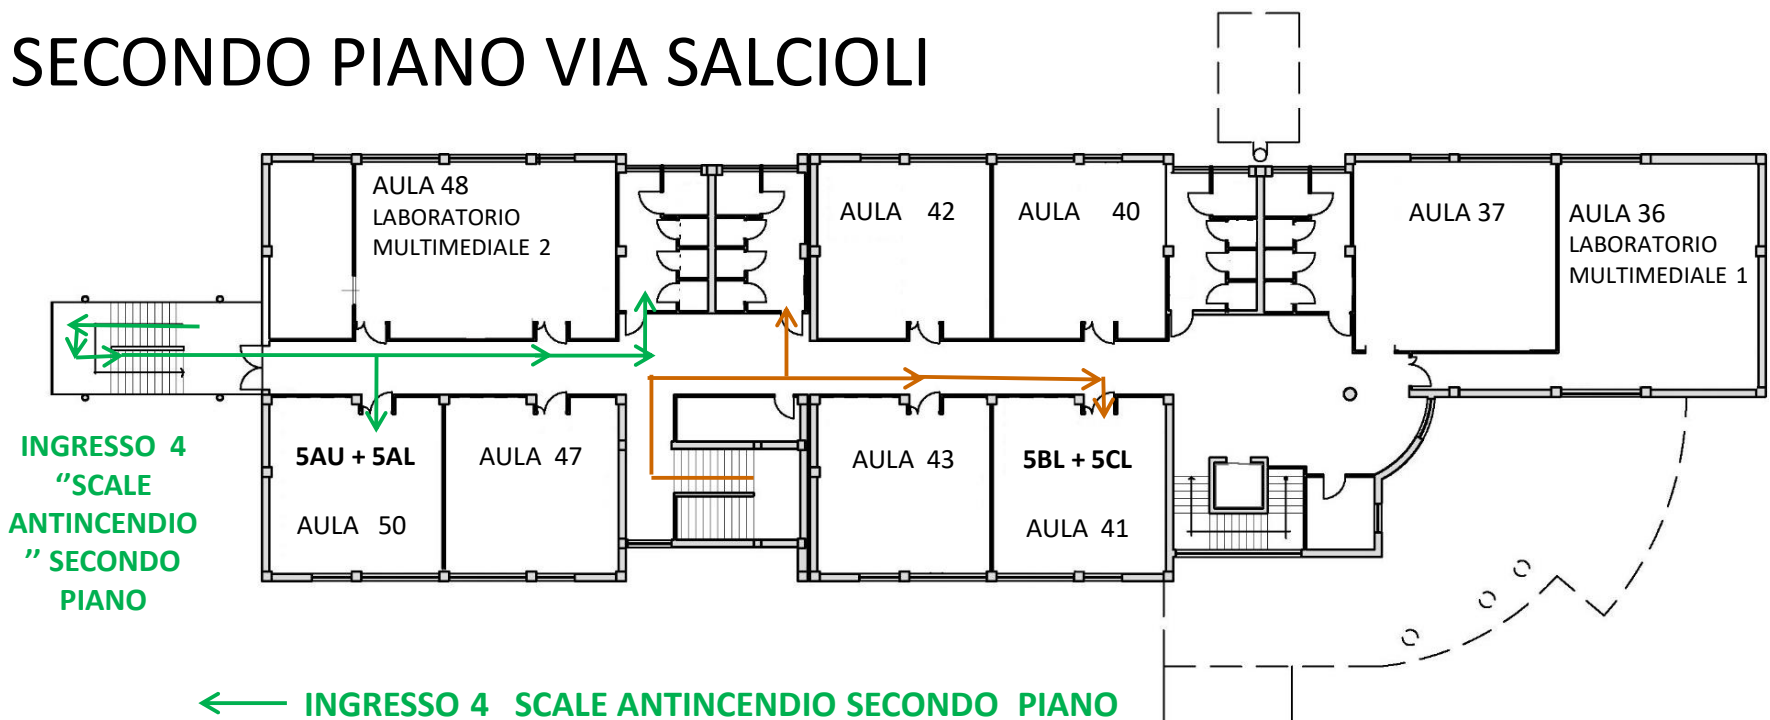 SECONDO PIANO VIA SALCIOLI
AULA 48
LABORATORIO
MULTIMEDIALE 2
AULA 42
AULA 40
AULA 37
AULA 36
LABORATORIO
MULTIMEDIALE 1
INGRESSO 4
‘’SCALE
ANTINCENDIO
’’ SECONDO
PIANO
5AU + 5AL
AULA 50
AULA 47
AULA 43
5BL + 5CL
AULA 41
INGRESSO 4 SCALE ANTINCENDIO SECONDO PIANO